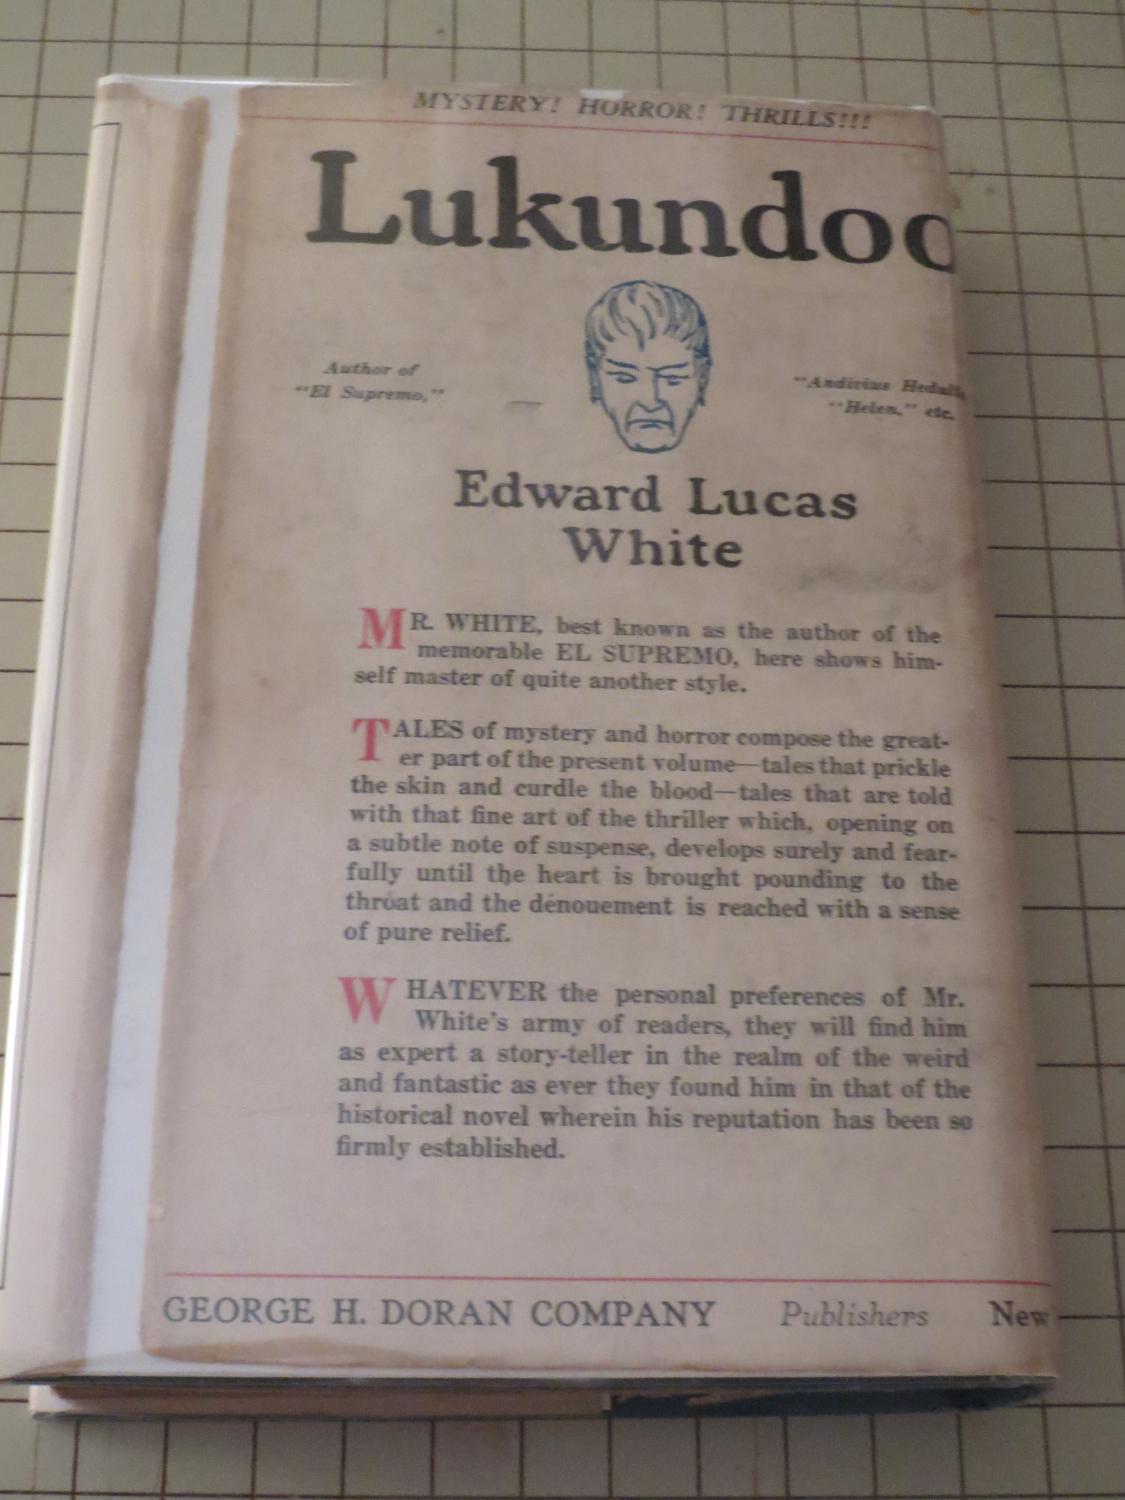 MYSTERY! HORROR! THRILLS!!!
Lukundoo
Author of
"El Supremo,"
"Andivius Hedulio,
"Helen," etc.
Edward Lucas
White
MR. WHITE, best known as the author of the
memorable EL SUPREMO, here shows him-
self master of quite another style.
TALES of mystery and horror compose the great-
er part of the present volume—tales that prickle
the skin and curdle the blood—tales that are told
with that fine art of the thriller which, opening on
a subtle note of suspense, develops surely and fear-
fully until the heart is brought pounding to the
throat and the dénouement is reached with a sense
of pure relief.
WHATEVER the personal preferences of Mr.
White's army of readers, they will find him
as expert a story-teller in the realm of the weird
and fantastic as ever they found him in that of the
historical novel wherein his reputation has been so
firmly established.
GEORGE H. DORAN COMPANY Publishers New